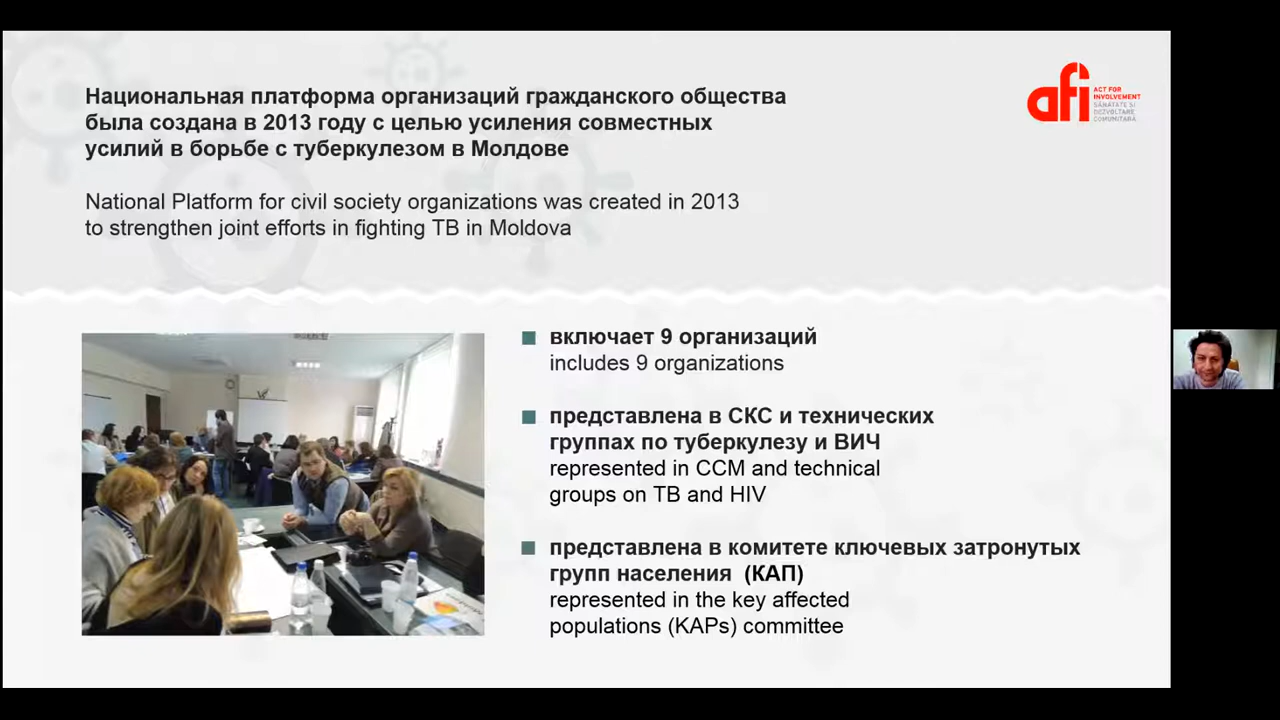 Национальная платформа организаций гражданского общества
была создана в 2013 году с целью усиления совместных
усилий в борьбе с туберкулезом в Молдове
National Platform for civil society organizations was created in 2013
to strengthen joint efforts in fighting TB in Moldova
afi
ACT FOR
INVOLVEMENT
SĂNĂTATE ȘI
DEZVOLTARE
COMUNITARĂ
включает 9 организаций
includes 9 organizations
представлена в СКС и технических
группах по туберкулезу и ВИЧ
represented in CCM and technical
groups on TB and HIV
представлена в комитете ключевых затронутых
групп населения (КАП)
represented in the key affected
populations (KAPs) committee